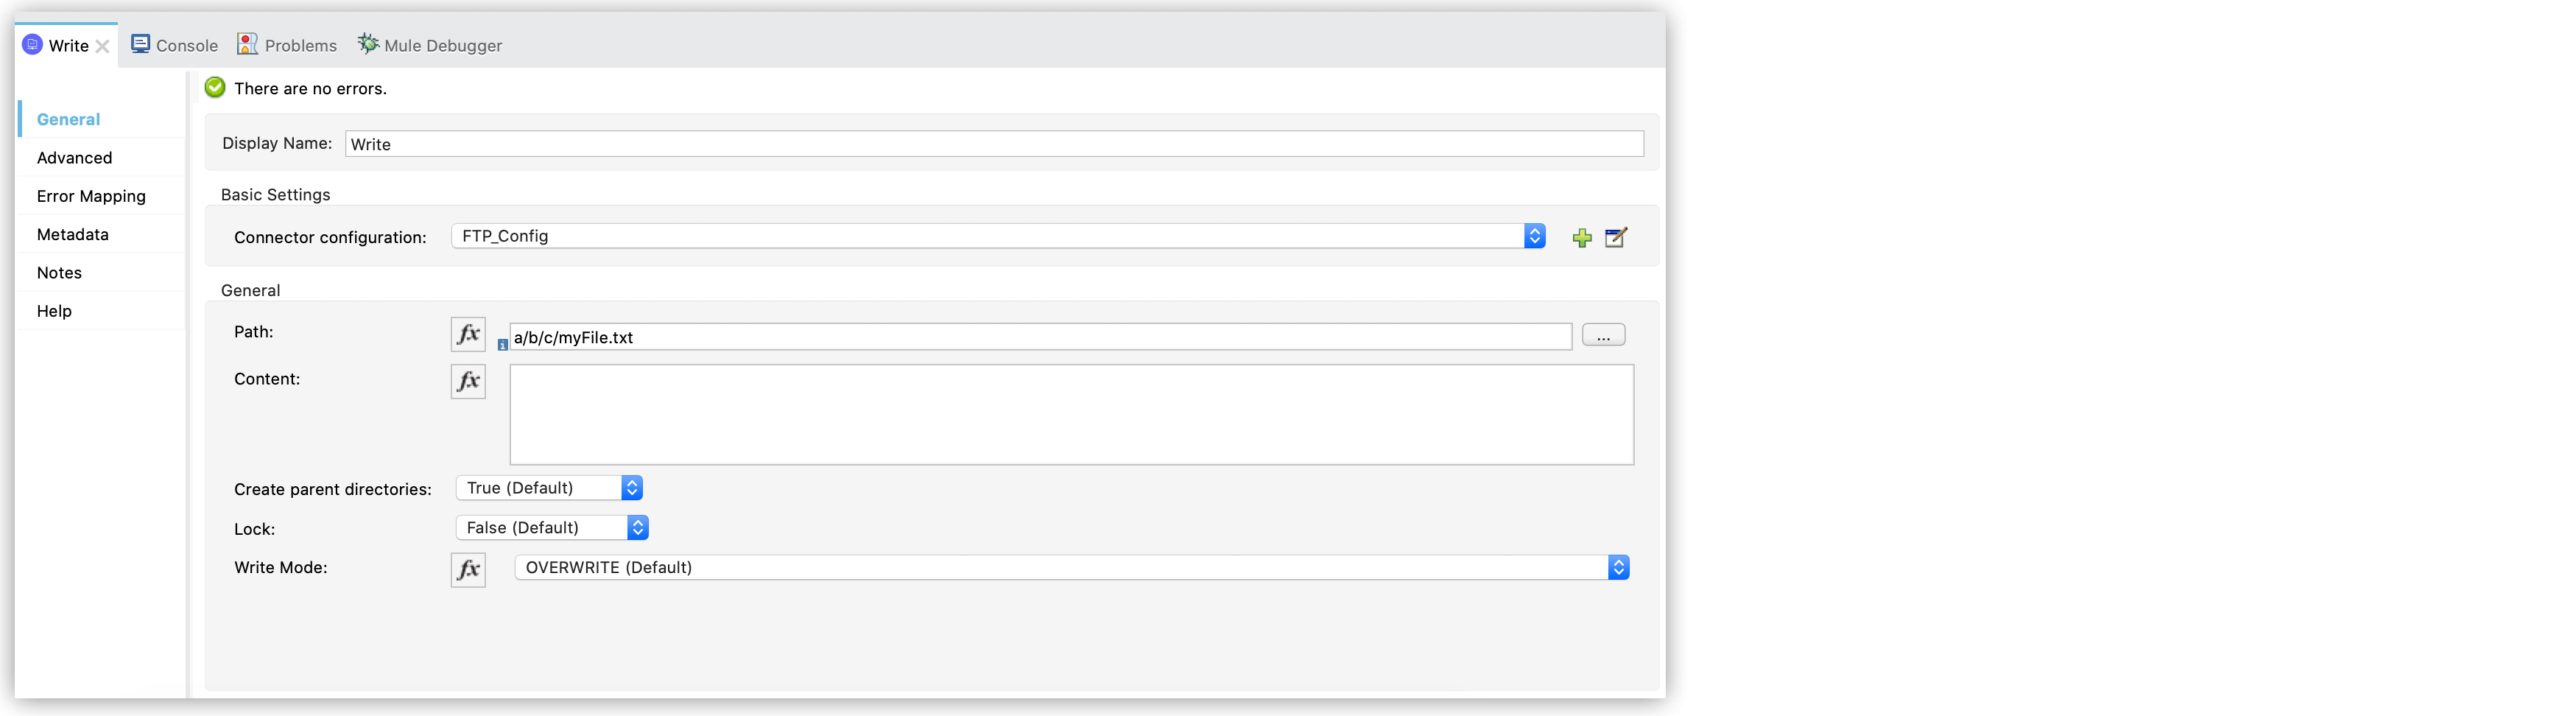 Write Console Problems Mule Debugger
There are no errors.
General
Advanced
Error Mapping
Metadata
Notes
Help
Display Name: Write
Basic Settings
Connector configuration: FTP_Config
General
Path: fx a/b/c/myFile.txt ...
Content: fx
Create parent directories: True (Default)
Lock: False (Default)
Write Mode: fx OVERWRITE (Default)